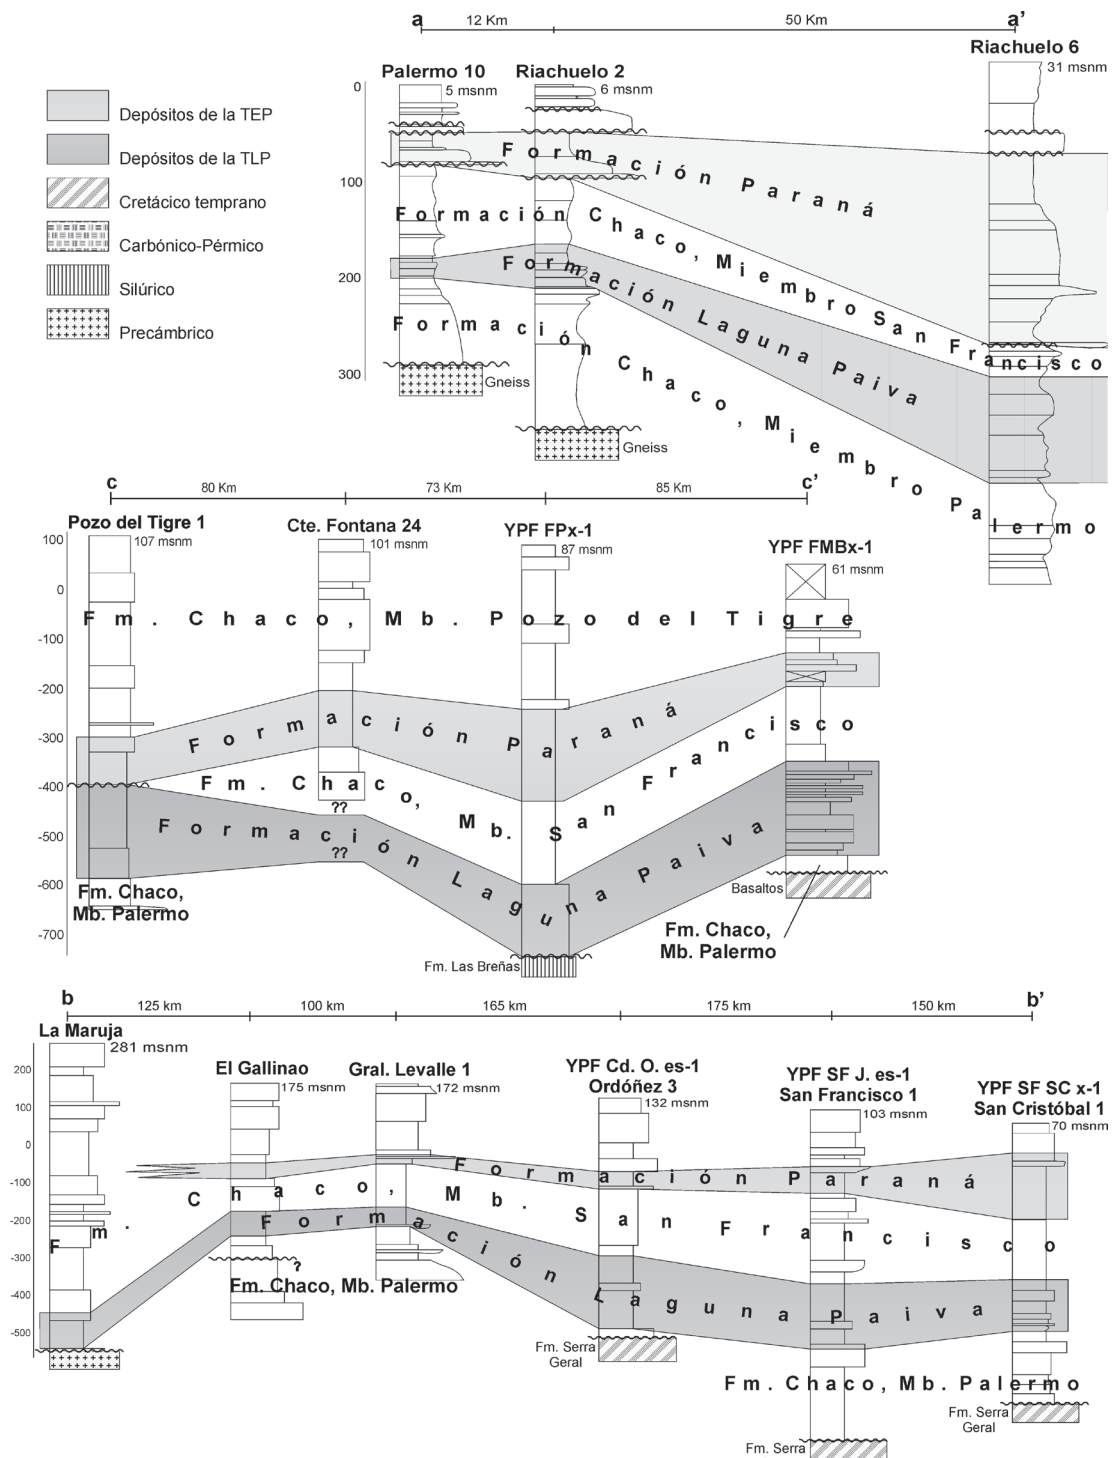 a
12 Km
50 Km
a’
Palermo 10
5 msnm
Riachuelo 2
6 msnm
Riachuelo 6
31 msnm
Depósitos de la TEP
Depósitos de la TLP
Cretácico temprano
Carbónico-Pérmico
Silúrico
Precámbrico
0
100
200
300
Formación Paraná
Formación Chaco, Miembro San Francisco
Formación Laguna Paiva
Formación Chaco, Miembro Palermo
Gneiss
Gneiss
c
80 Km
73 Km
85 Km
c’
Pozo del Tigre 1
107 msnm
Cte. Fontana 24
101 msnm
YPF FPx-1
87 msnm
YPF FMBx-1
61 msnm
100
0
-100
-200
-300
-400
-500
-600
-700
Fm. Chaco, Mb. Pozo del Tigre
Formación Paraná
Fm. Chaco, Mb. San Francisco
??
Formación Laguna Paiva
??
Fm. Chaco,
Mb. Palermo
Basaltos
Fm. Chaco,
Mb. Palermo
Fm. Las Breñas
b
125 km
100 km
165 km
175 km
150 km
b’
La Maruja
281 msnm
El Gallinao
175 msnm
Gral. Levalle 1
172 msnm
YPF Cd. O. es-1
Ordóñez 3
132 msnm
YPF SF J. es-1
San Francisco 1
103 msnm
YPF SF SC x-1
San Cristóbal 1
70 msnm
200
100
0
-100
-200
-300
-400
-500
Formación Paraná
Fm. Chaco, Mb. San Francisco
Formación Laguna Paiva
?
Fm. Chaco, Mb. Palermo
Fm. Serra
Geral
Fm. Chaco, Mb. Palermo
Fm. Serra
Geral
Fm. Serra